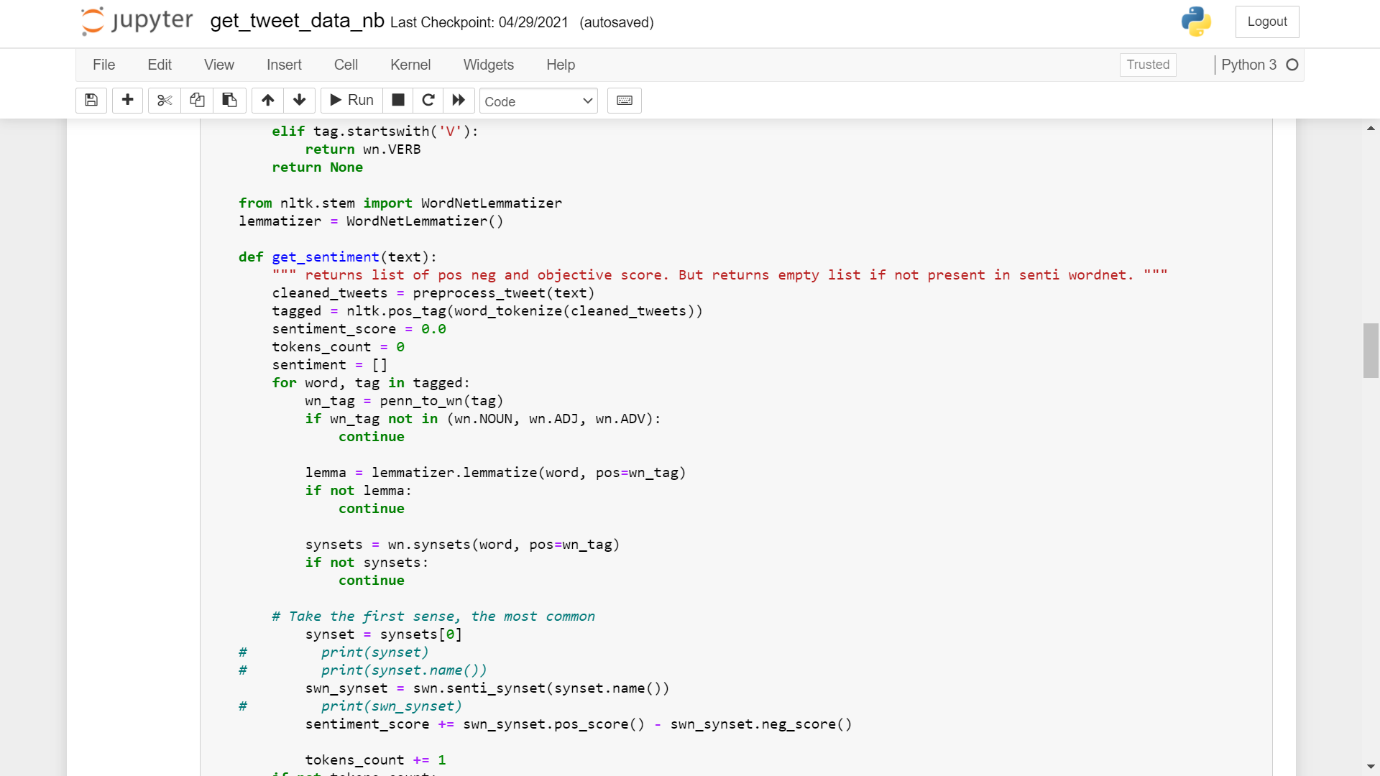 jupyter get_tweet_data_nb Last Checkpoint: 04/29/2021 (autosaved) Logout
File Edit View Insert Cell Kernel Widgets Help Trusted Python 3
Run Code
        elif tag.startswith('V'):
            return wn.VERB
        return None

    from nltk.stem import WordNetLemmatizer
    lemmatizer = WordNetLemmatizer()

    def get_sentiment(text):
        """ returns list of pos neg and objective score. But returns empty list if not present in senti wordnet. """
        cleaned_tweets = preprocess_tweet(text)
        tagged = nltk.pos_tag(word_tokenize(cleaned_tweets))
        sentiment_score = 0.0
        tokens_count = 0
        sentiment = []
        for word, tag in tagged:
            wn_tag = penn_to_wn(tag)
            if wn_tag not in (wn.NOUN, wn.ADJ, wn.ADV):
                continue

            lemma = lemmatizer.lemmatize(word, pos=wn_tag)
            if not lemma:
                continue

            synsets = wn.synsets(word, pos=wn_tag)
            if not synsets:
                continue

        # Take the first sense, the most common
            synset = synsets[0]
    #         print(synset)
    #         print(synset.name())
            swn_synset = swn.senti_synset(synset.name())
    #         print(swn_synset)
            sentiment_score += swn_synset.pos_score() - swn_synset.neg_score()

            tokens_count += 1
        if not tokens_count: